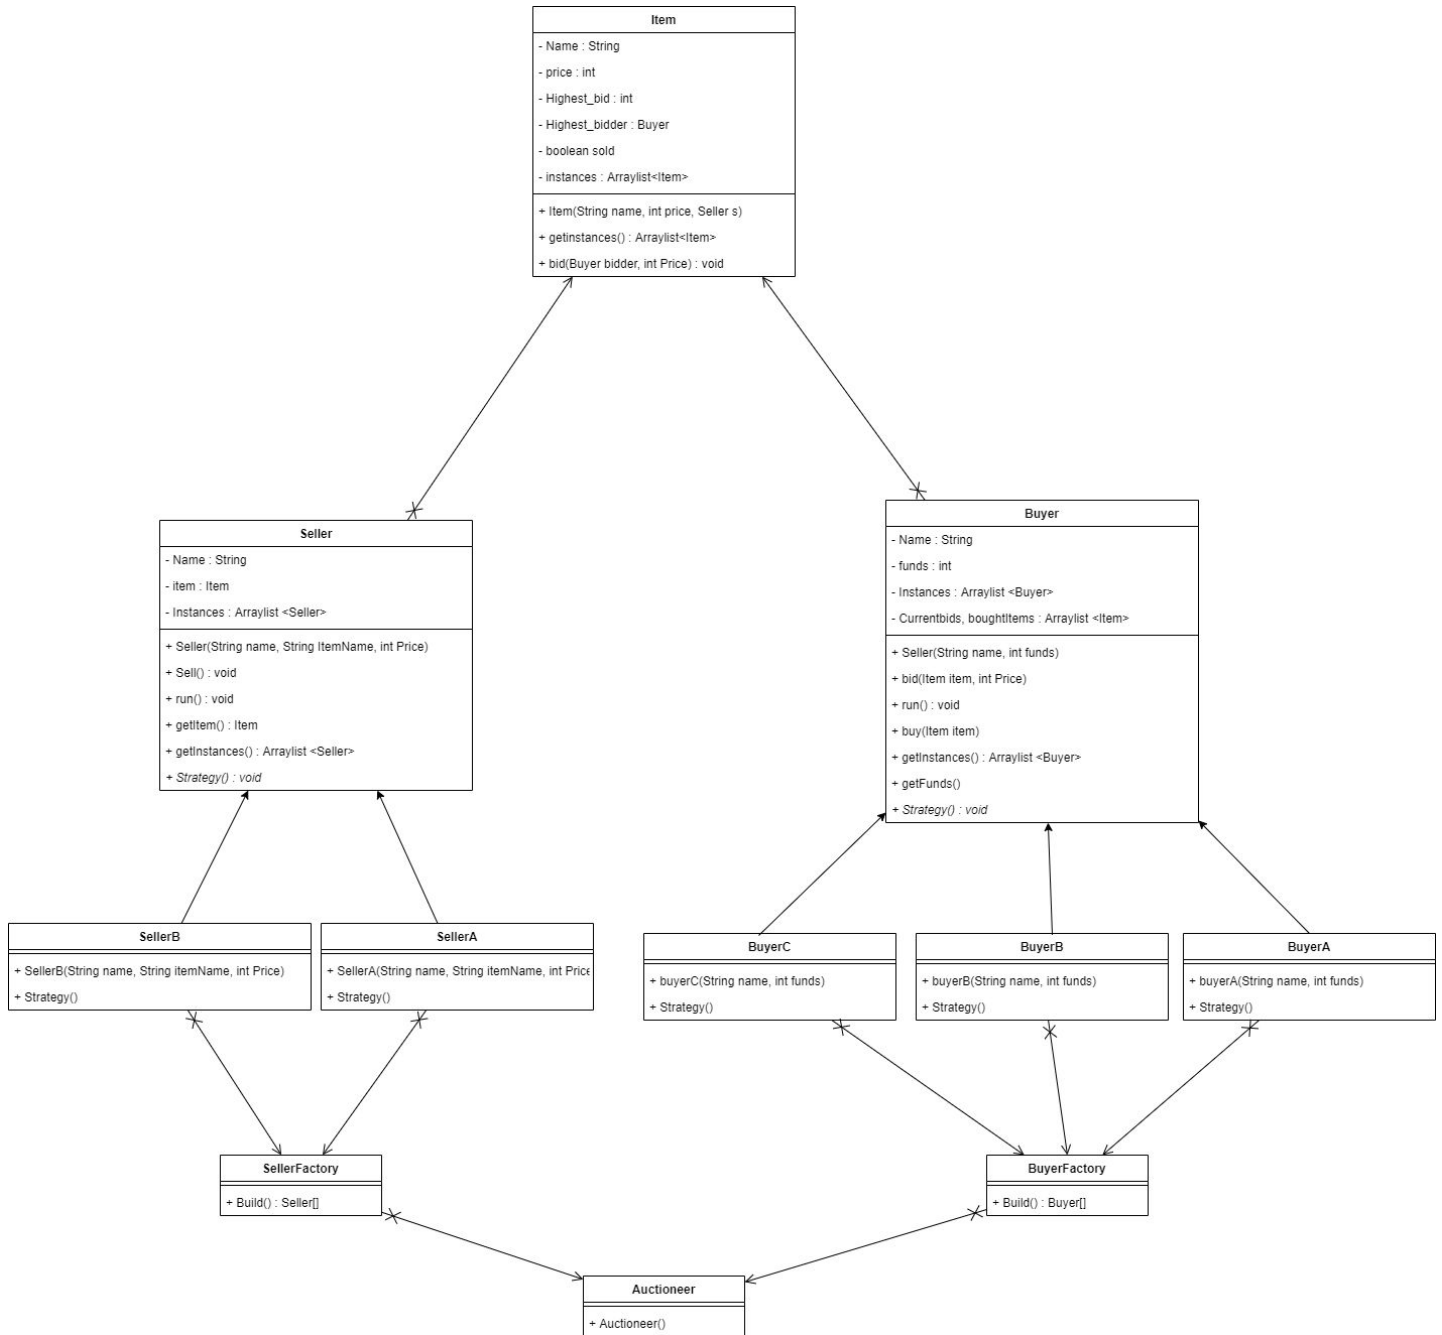 Item
- Name : String
- price : int
- Highest_bid : int
- Highest_bidder : Buyer
- boolean sold
- instances : Arraylist<Item>
+ Item(String name, int price, Seller s)
+ getinstances() : Arraylist<Item>
+ bid(Buyer bidder, int Price) : void
Seller
- Name : String
- item : Item
- Instances : Arraylist <Seller>
+ Seller(String name, String ItemName, int Price)
+ Sell() : void
+ run() : void
+ getItem() : Item
+ getInstances() : Arraylist <Seller>
+ Strategy() : void
Buyer
- Name : String
- funds : int
- Instances : Arraylist <Buyer>
- Currentbids, boughtItems : Arraylist <Item>
+ Seller(String name, int funds)
+ bid(Item item, int Price)
+ run() : void
+ buy(Item item)
+ getInstances() : Arraylist <Buyer>
+ getFunds()
+ Strategy() : void
SellerB
+ SellerB(String name, String itemName, int Price)
+ Strategy()
SellerA
+ SellerA(String name, String itemName, int Price
+ Strategy()
BuyerC
+ buyerC(String name, int funds)
+ Strategy()
BuyerB
+ buyerB(String name, int funds)
+ Strategy()
BuyerA
+ buyerA(String name, int funds)
+ Strategy()
SellerFactory
+ Build() : Seller[]
BuyerFactory
+ Build() : Buyer[]
Auctioneer
+ Auctioneer()